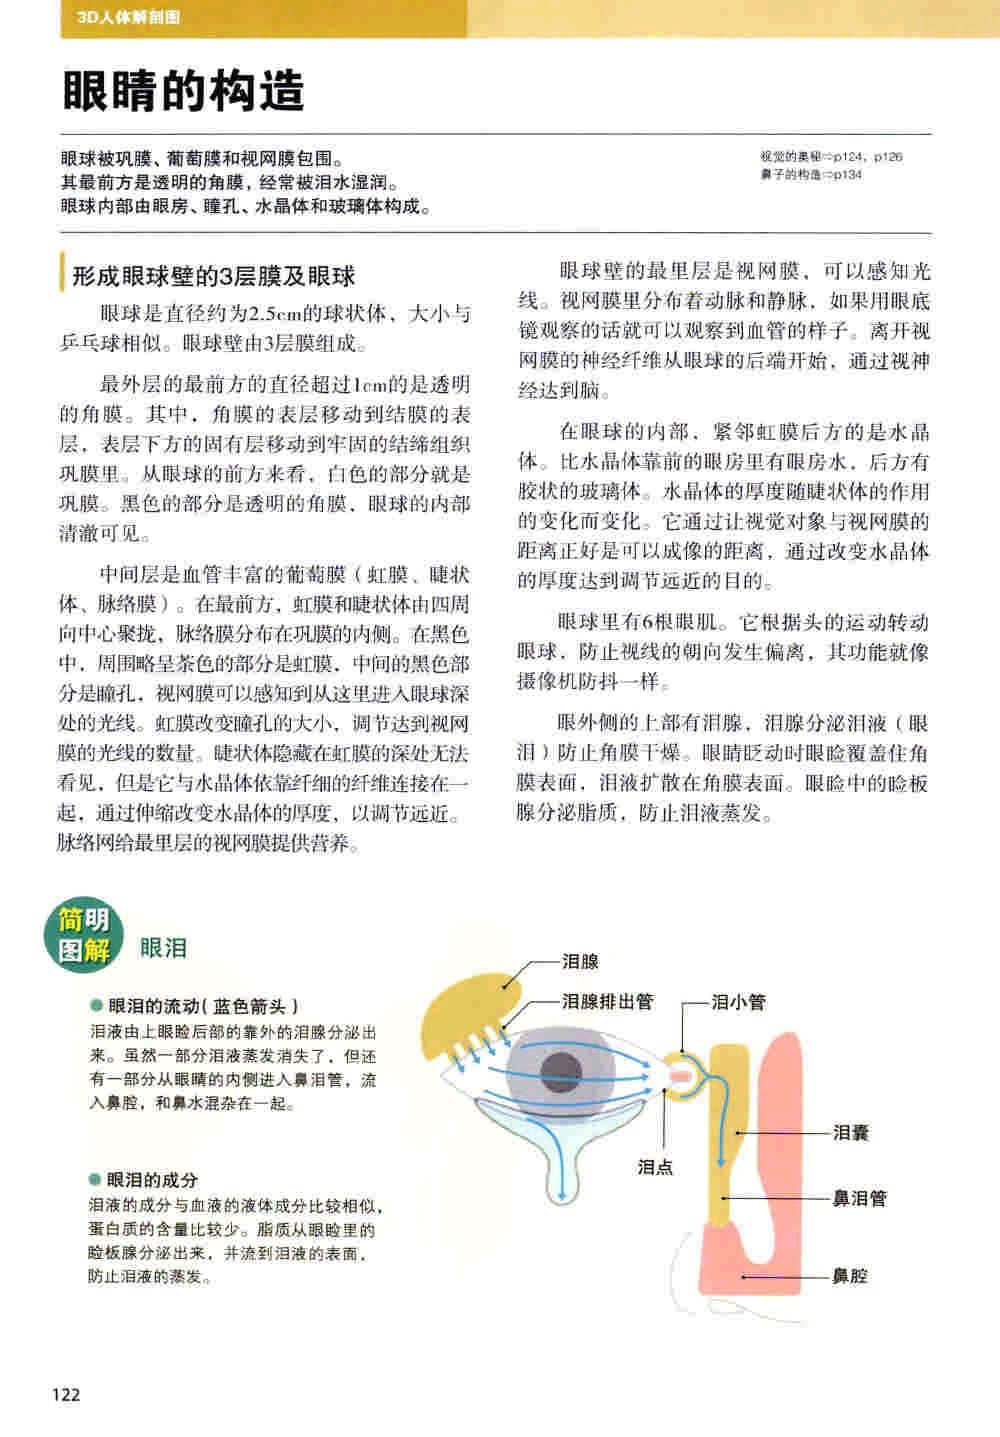 3D人体解剖图
眼睛的构造
眼球被巩膜、葡萄膜和视网膜包围。
其最前方是透明的角膜，经常被泪水湿润。
眼球内部由眼房、瞳孔、水晶体和玻璃体构成。
视觉的奥秘⇨p124，p126
鼻子的构造⇨p134
形成眼球壁的3层膜及眼球
眼球是直径约为2.5cm的球状体，大小与
乒乓球相似。眼球壁由3层膜组成。
最外层的最前方的直径超过1cm的是透明
的角膜。其中，角膜的表层移动到结膜的表
层，表层下方的固有层移动到牢固的结缔组织
巩膜里。从眼球的前方来看，白色的部分就是
巩膜。黑色的部分是透明的角膜，眼球的内部
清澈可见。
中间层是血管丰富的葡萄膜（虹膜、睫状
体、脉络膜）。在最前方，虹膜和睫状体由四周
向中心聚拢，脉络膜分布在巩膜的内侧。在黑色
中，周围略呈茶色的部分是虹膜，中间的黑色部
分是瞳孔，视网膜可以感知到从这里进入眼球深
处的光线。虹膜改变瞳孔的大小，调节达到视网
膜的光线的数量。睫状体隐藏在虹膜的深处无法
看见，但是它与水晶体依靠纤细的纤维连接在一
起，通过伸缩改变水晶体的厚度，以调节远近。
脉络网给最里层的视网膜提供营养。
眼球壁的最里层是视网膜，可以感知光
线。视网膜里分布着动脉和静脉，如果用眼底
镜观察的话就可以观察到血管的样子。离开视
网膜的神经纤维从眼球的后端开始，通过视神
经达到脑。
在眼球的内部，紧邻虹膜后方的是水晶
体。比水晶体靠前的眼房里有眼房水，后方有
胶状的玻璃体。水晶体的厚度随睫状体的作用
的变化而变化。它通过让视觉对象与视网膜的
距离正好是可以成像的距离，通过改变水晶体
的厚度达到调节远近的目的。
眼球里有6根眼肌。它根据头的运动转动
眼球，防止视线的朝向发生偏离，其功能就像
摄像机防抖一样。
眼外侧的上部有泪腺，泪腺分泌泪液（眼
泪）防止角膜干燥。眼睛眨动时眼睑覆盖住角
膜表面，泪液扩散在角膜表面。眼睑中的睑板
腺分泌脂质，防止泪液蒸发。
简明
图解
眼泪
● 眼泪的流动（蓝色箭头）
泪液由上眼睑后部的靠外的泪腺分泌出
来。虽然一部分泪液蒸发消失了，但还
有一部分从眼睛的内侧进入鼻泪管，流
入鼻腔，和鼻水混杂在一起。
● 眼泪的成分
泪液的成分与血液的液体成分比较相似，
蛋白质的含量比较少。脂质从眼睑里的
睑板腺分泌出来，并流到泪液的表面，
防止泪液的蒸发。
泪腺
泪腺排出管
泪小管
泪点
泪囊
鼻泪管
鼻腔
122